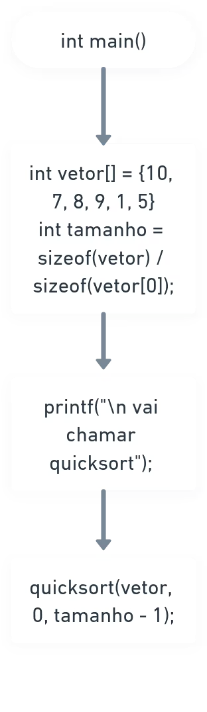 int main()
int vetor[] = {10,
7, 8, 9, 1, 5}
int tamanho =
sizeof(vetor) /
sizeof(vetor[0]);
printf("\n vai
chamar
quicksort");
quicksort(vetor,
0, tamanho - 1);